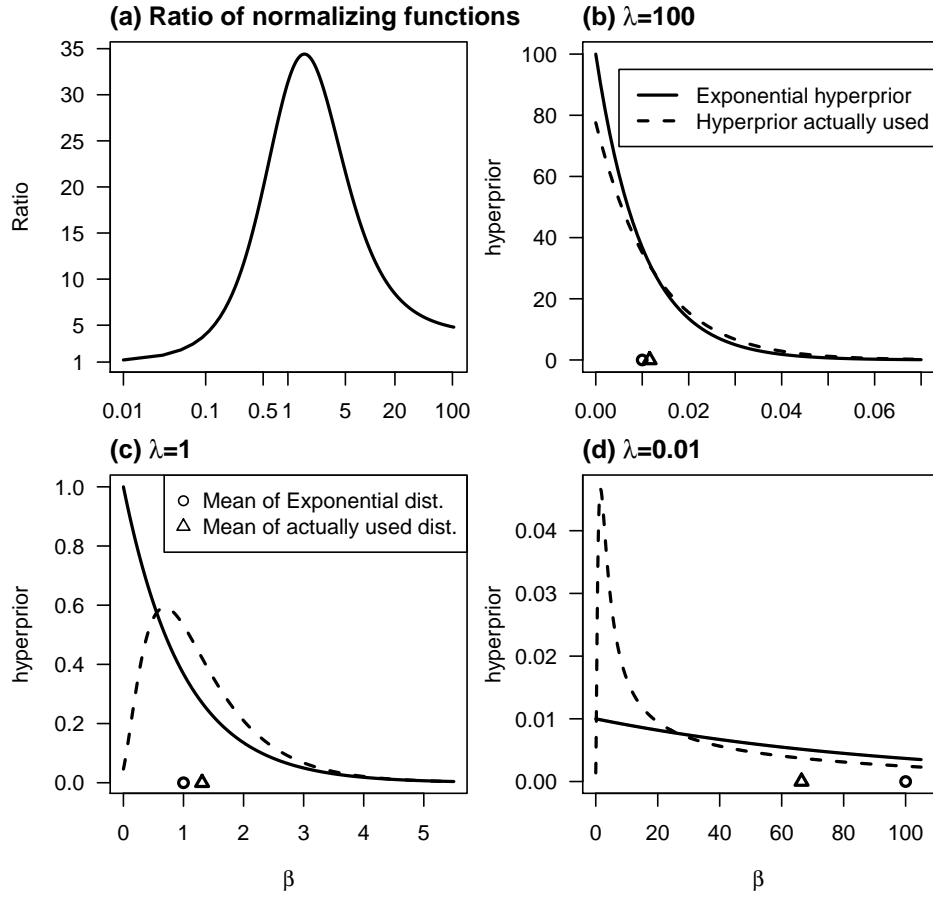 (a) Ratio of normalizing functions
35
30
25
20
15
10
5
1
Ratio
0.01 0.1 0.5 1 5 20 100
(b) λ=100
100
80
60
40
20
0
hyperprior
Exponential hyperprior
Hyperprior actually used
0.00 0.02 0.04 0.06
(c) λ=1
1.0
0.8
0.6
0.4
0.2
0.0
hyperprior
Mean of Exponential dist.
Mean of actually used dist.
0 1 2 3 4 5
β
(d) λ=0.01
0.04
0.03
0.02
0.01
0.00
hyperprior
0 20 40 60 80 100
β